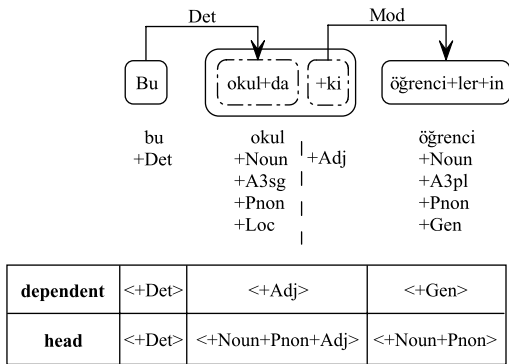 Det Mod
Bu okul+da +ki öğrenci+ler+in
bu okul öğrenci
+Det +Noun +Adj +Noun
+A3sg +A3pl
+Pnon +Pnon
+Loc +Gen
dependent <+Det> <+Adj> <+Gen>
head <+Det> <+Noun+Pnon+Adj> <+Noun+Pnon>